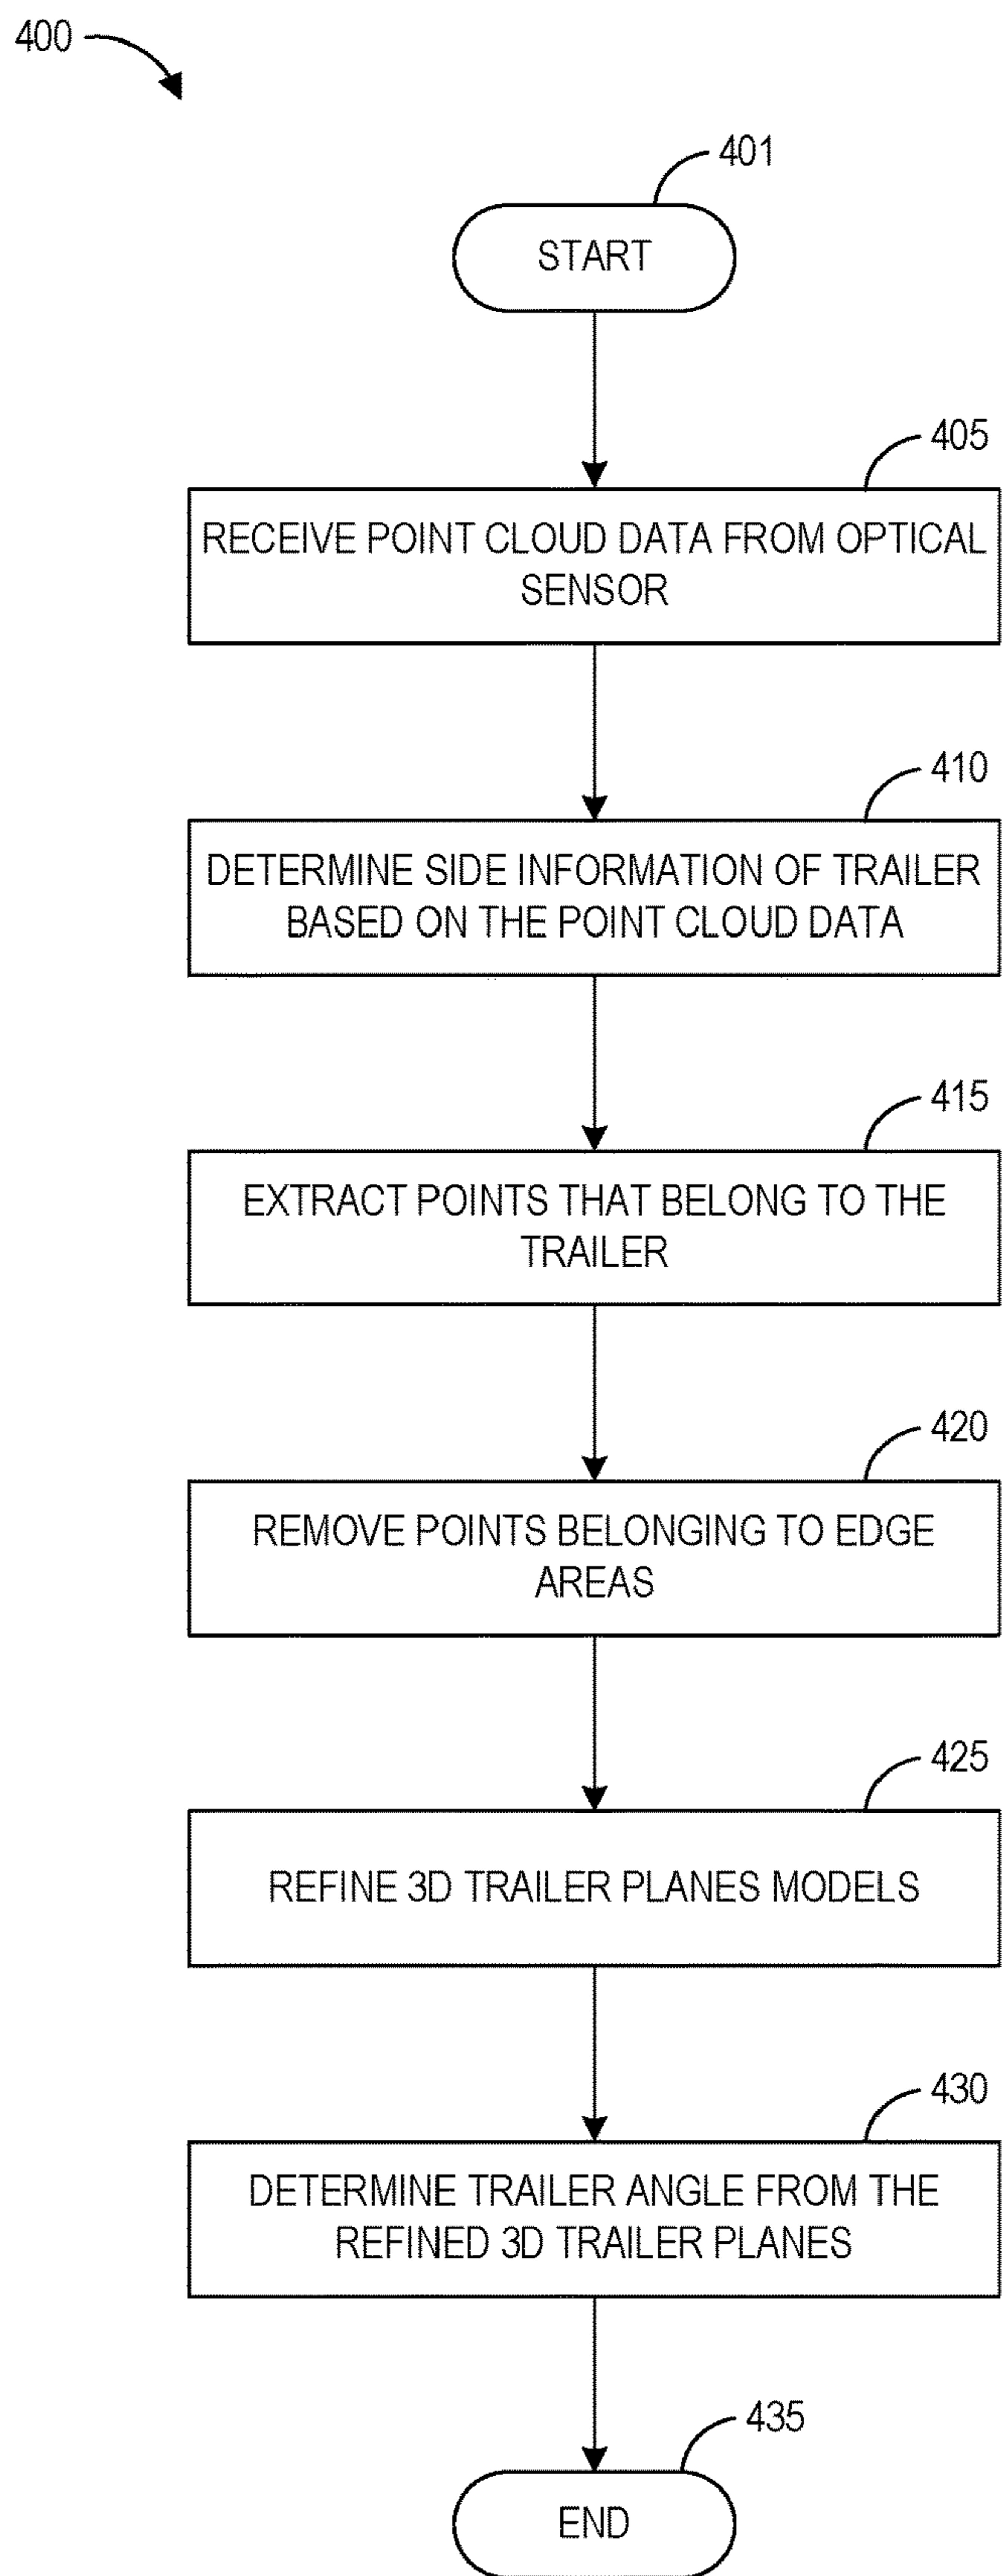 400
401
START
405
RECEIVE POINT CLOUD DATA FROM OPTICAL
SENSOR
410
DETERMINE SIDE INFORMATION OF TRAILER
BASED ON THE POINT CLOUD DATA
415
EXTRACT POINTS THAT BELONG TO THE
TRAILER
420
REMOVE POINTS BELONGING TO EDGE
AREAS
425
REFINE 3D TRAILER PLANES MODELS
430
DETERMINE TRAILER ANGLE FROM THE
REFINED 3D TRAILER PLANES
435
END